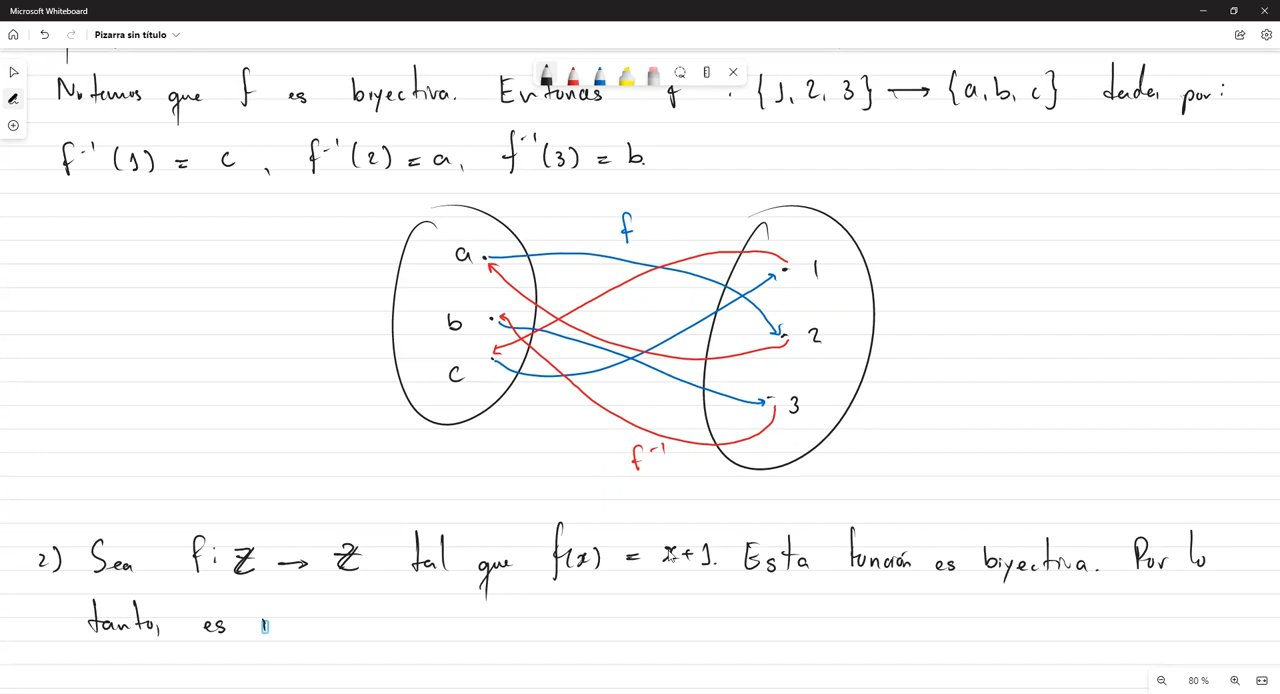 Microsoft Whiteboard
Pizarra sin título
Notemos que f es biyectiva. Entonces : {1, 2, 3} → {a, b, c} dada por:
f⁻¹(1) = c, f⁻¹(2) = a, f⁻¹(3) = b.
f
a 1
b 2
c 3
f⁻¹
2) Sea f: ℤ → ℤ tal que f(x) = x+1. Esta función es biyectiva. Por lo
tanto, es
80 %